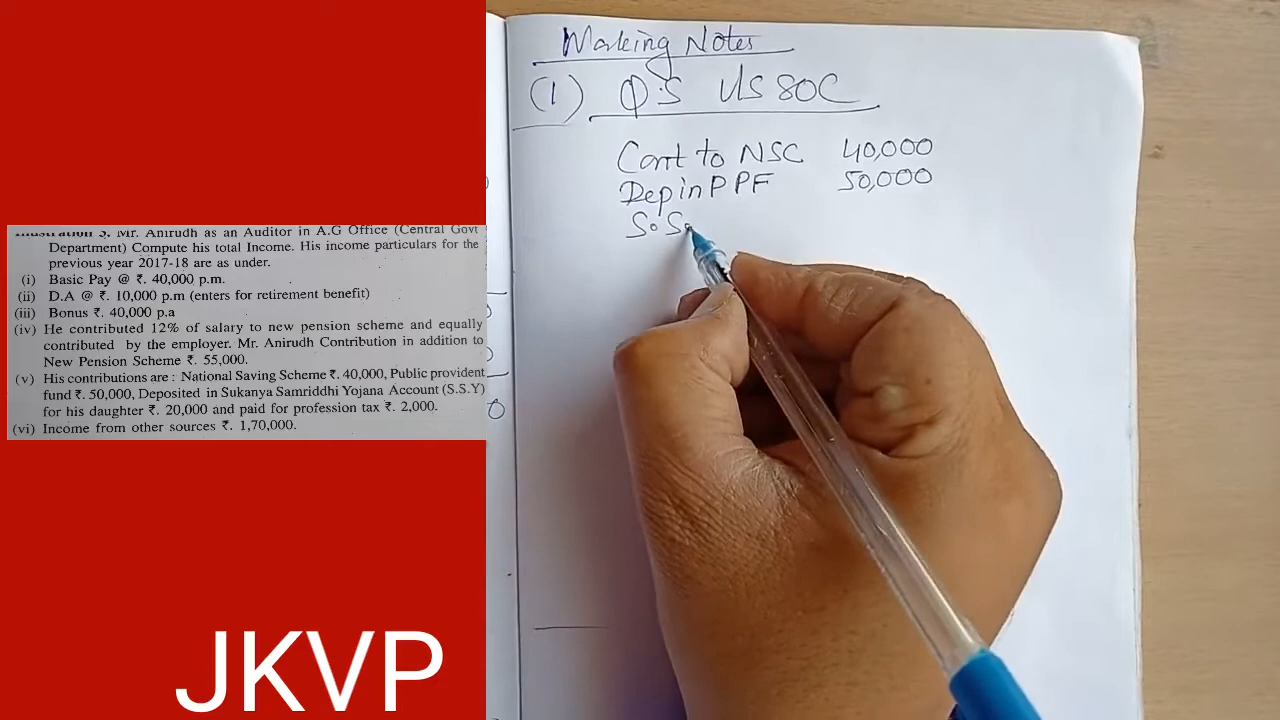 Illustration 3. Mr. Anirudh as an Auditor in A.G Office (Central Govt
Department) Compute his total Income. His income particulars for the
previous year 2017-18 are as under.
(i) Basic Pay @ ₹. 40,000 p.m.
(ii) D.A @ ₹. 10,000 p.m (enters for retirement benefit)
(iii) Bonus ₹. 40,000 p.a
(iv) He contributed 12% of salary to new pension scheme and equally
contributed by the employer. Mr. Anirudh Contribution in addition to
New Pension Scheme ₹. 55,000.
(v) His contributions are : National Saving Scheme ₹. 40,000, Public provident
fund ₹. 50,000, Deposited in Sukanya Samriddhi Yojana Account (S.S.Y)
for his daughter ₹. 20,000 and paid for profession tax ₹. 2,000.
(vi) Income from other sources ₹. 1,70,000.
JKVP
Working Notes
(1) Q.S U/S 80C
Cont to NSC 40,000
Dep in PPF 50,000
S.S.